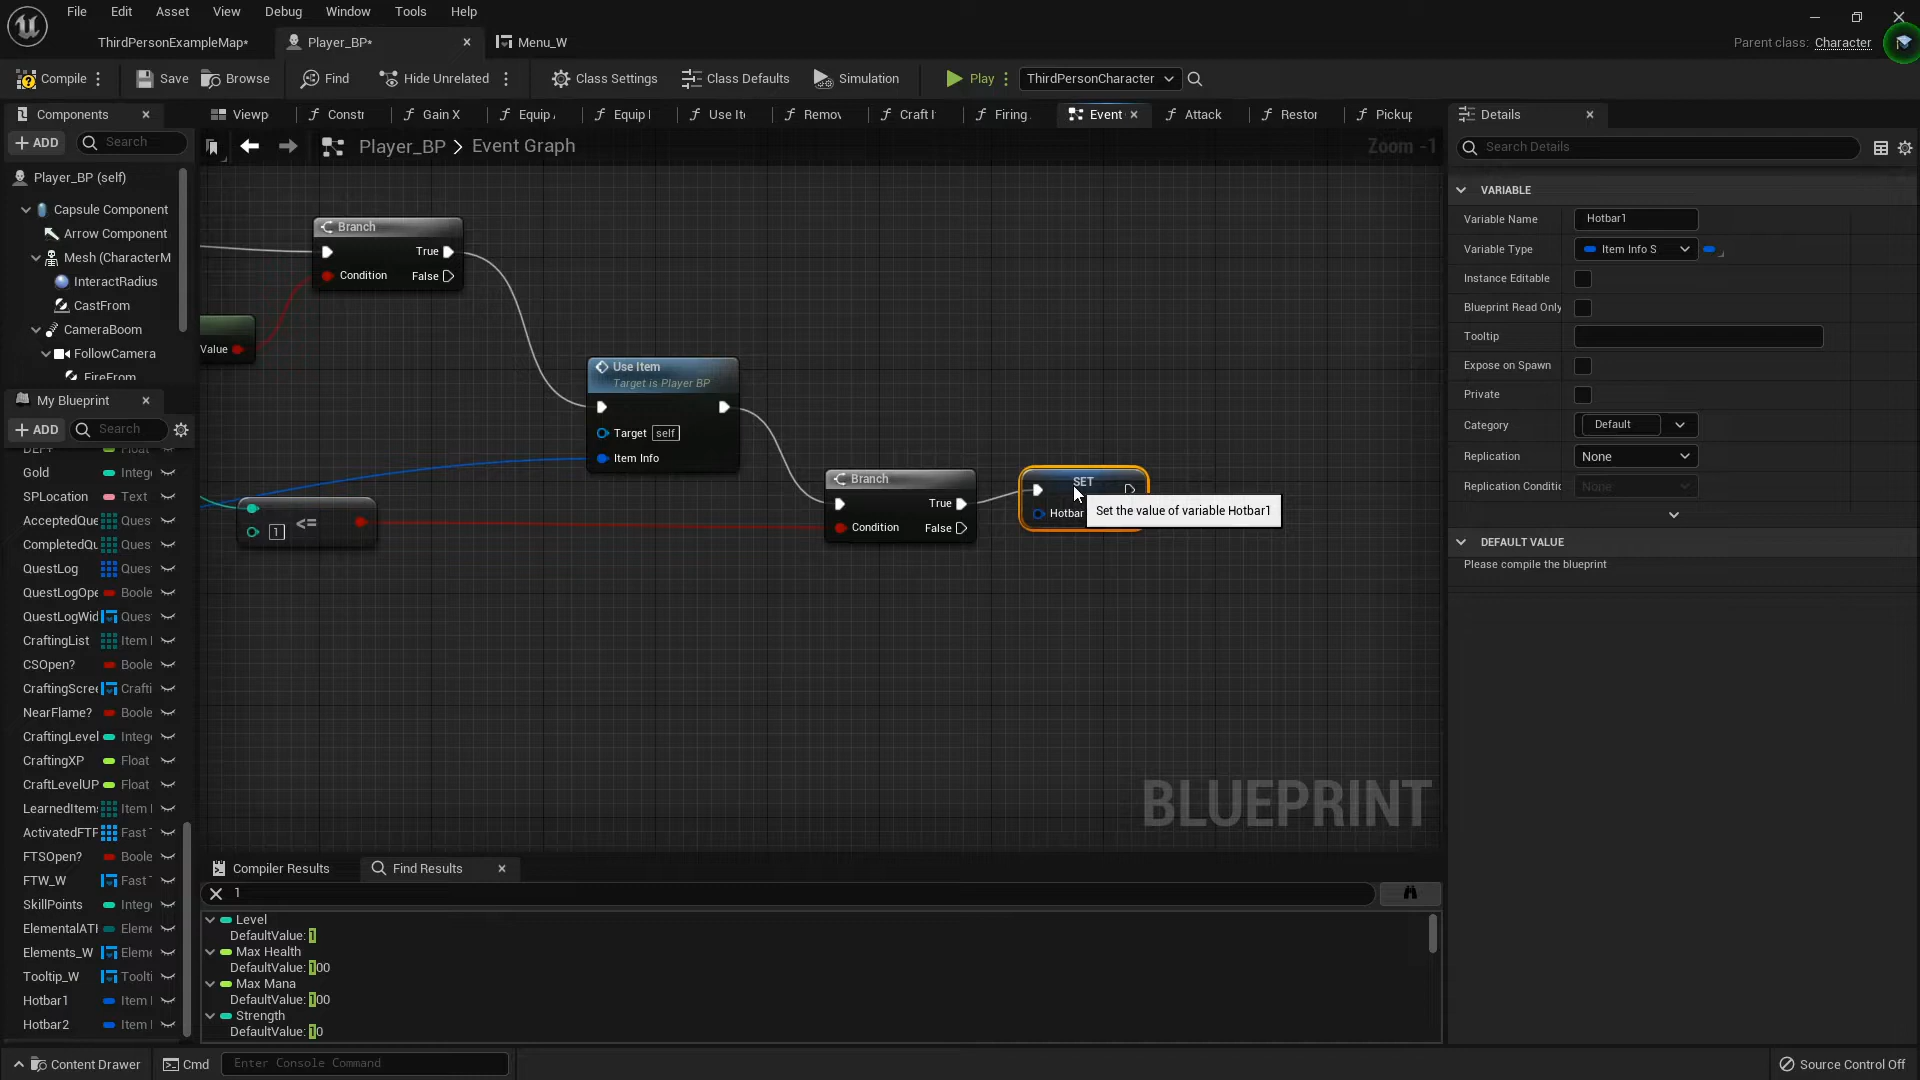 File Edit Asset View Debug Window Tools Help
ThirdPersonExampleMap* Player_BP* Menu_W
Parent class: Character
Compile Save Browse Find Hide Unrelated Class Settings Class Defaults Simulation Play ThirdPersonCharacter
Components
ADD Search
Player_BP (self)
Capsule Component
Arrow Component
Mesh (CharacterM
InteractRadius
CastFrom
CameraBoom
FollowCamera
FireFrom
My Blueprint
ADD Search
DEF+ Float
Gold Intege
SPLocation Text
AcceptedQue Ques
CompletedQu Ques
QuestLog Ques
QuestLogOpe Boole
QuestLogWid Ques
CraftingList Item I
CSOpen? Boole
CraftingScree Crafti
NearFlame? Boole
CraftingLevel Intege
CraftingXP Float
CraftLevelUP Float
LearnedItem: Item I
ActivatedFTP Fast T
FTSOpen? Boole
FTW_W Fast T
SkillPoints Intege
ElementalATI Eleme
Elements_W Eleme
Tooltip_W Toolti
Hotbar1 Item I
Hotbar2 Item I
Viewp Constr Gain X Equip Equip I Use Ite Remov Craft I Firing Event Attack Restor Pickup
Player_BP > Event Graph
Zoom -1
Branch
True
Condition False
Value
Use Item
Target is Player BP
Target self
Item Info
1 <=
Branch
True
Condition False
SET
Hotbar
Set the value of variable Hotbar1
BLUEPRINT
Compiler Results Find Results
1
Level
DefaultValue: 1
Max Health
DefaultValue: 100
Max Mana
DefaultValue: 100
Strength
DefaultValue: 10
Details
Search Details
VARIABLE
Variable Name Hotbar1
Variable Type Item Info S
Instance Editable
Blueprint Read Only
Tooltip
Expose on Spawn
Private
Category Default
Replication None
Replication Conditic None
DEFAULT VALUE
Please compile the blueprint
Content Drawer Cmd Enter Console Command Source Control Off